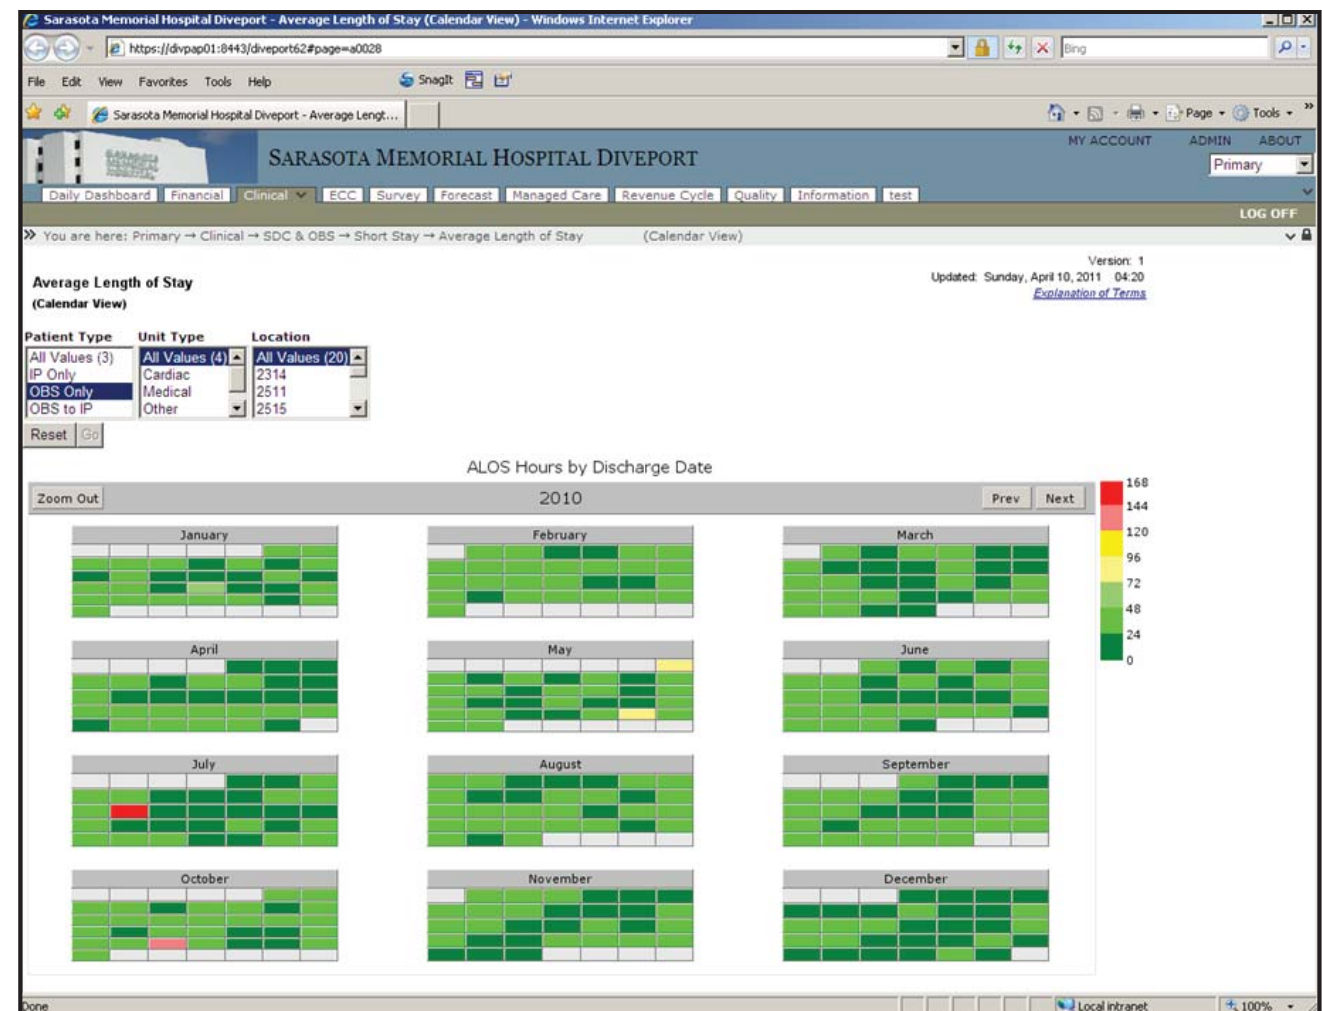 Sarasota Memorial Hospital Diveport - Average Length of Stay (Calendar View) - Windows Internet Explorer
https://divpap01:8443/diveport62#page=a0028
Bing
File Edit View Favorites Tools Help SnagIt
Sarasota Memorial Hospital Diveport - Average Lengt...
Page Tools
MY ACCOUNT ADMIN ABOUT
SARASOTA MEMORIAL HOSPITAL DIVEPORT
Primary
Daily Dashboard Financial Clinical ECC Survey Forecast Managed Care Revenue Cycle Quality Information test
LOG OFF
» You are here: Primary → Clinical → SDC & OBS → Short Stay → Average Length of Stay (Calendar View)
Version: 1
Updated: Sunday, April 10, 2011 04:20
Explanation of Terms
Average Length of Stay
(Calendar View)
Patient Type Unit Type Location
All Values (3) All Values (4) All Values (20)
IP Only Cardiac 2314
OBS Only Medical 2511
OBS to IP Other 2515
Reset Go
ALOS Hours by Discharge Date
Zoom Out 2010 Prev Next
168
144
120
96
72
48
24
0
January February March
April May June
July August September
October November December
Done Local intranet 100%